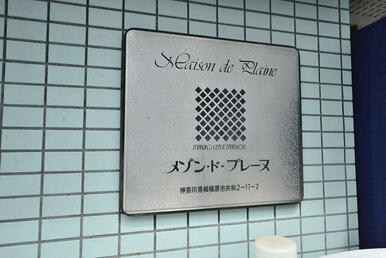 Maison de Plaine
MARUKO LEASE MANSION
メゾン・ド・プレーヌ
神奈川県相模原市共和2-17-7